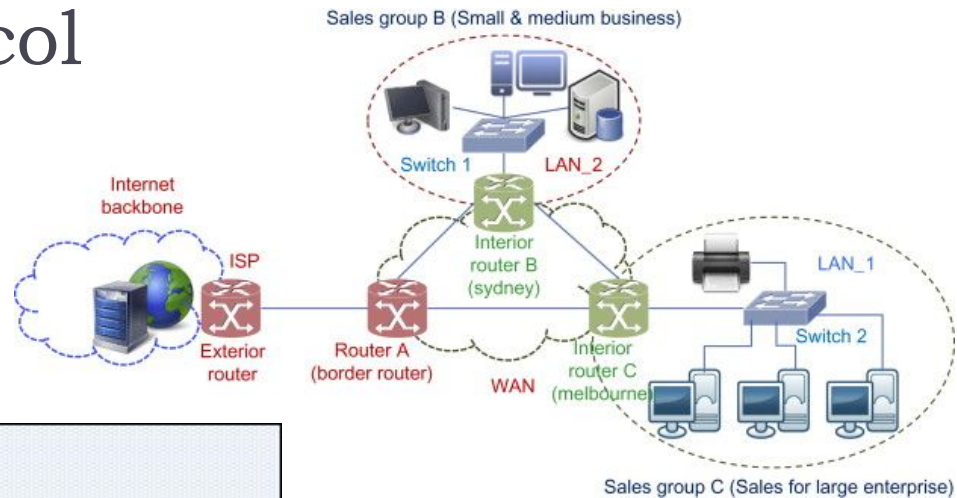 col
Sales group B (Small & medium business)
Switch 1
LAN_2
Internet
backbone
ISP
Interior
router B
(sydney)
LAN_1
Switch 2
Exterior
router
Router A
(border router)
WAN
Interior
router C
(melbourne)
Sales group C (Sales for large enterprise)